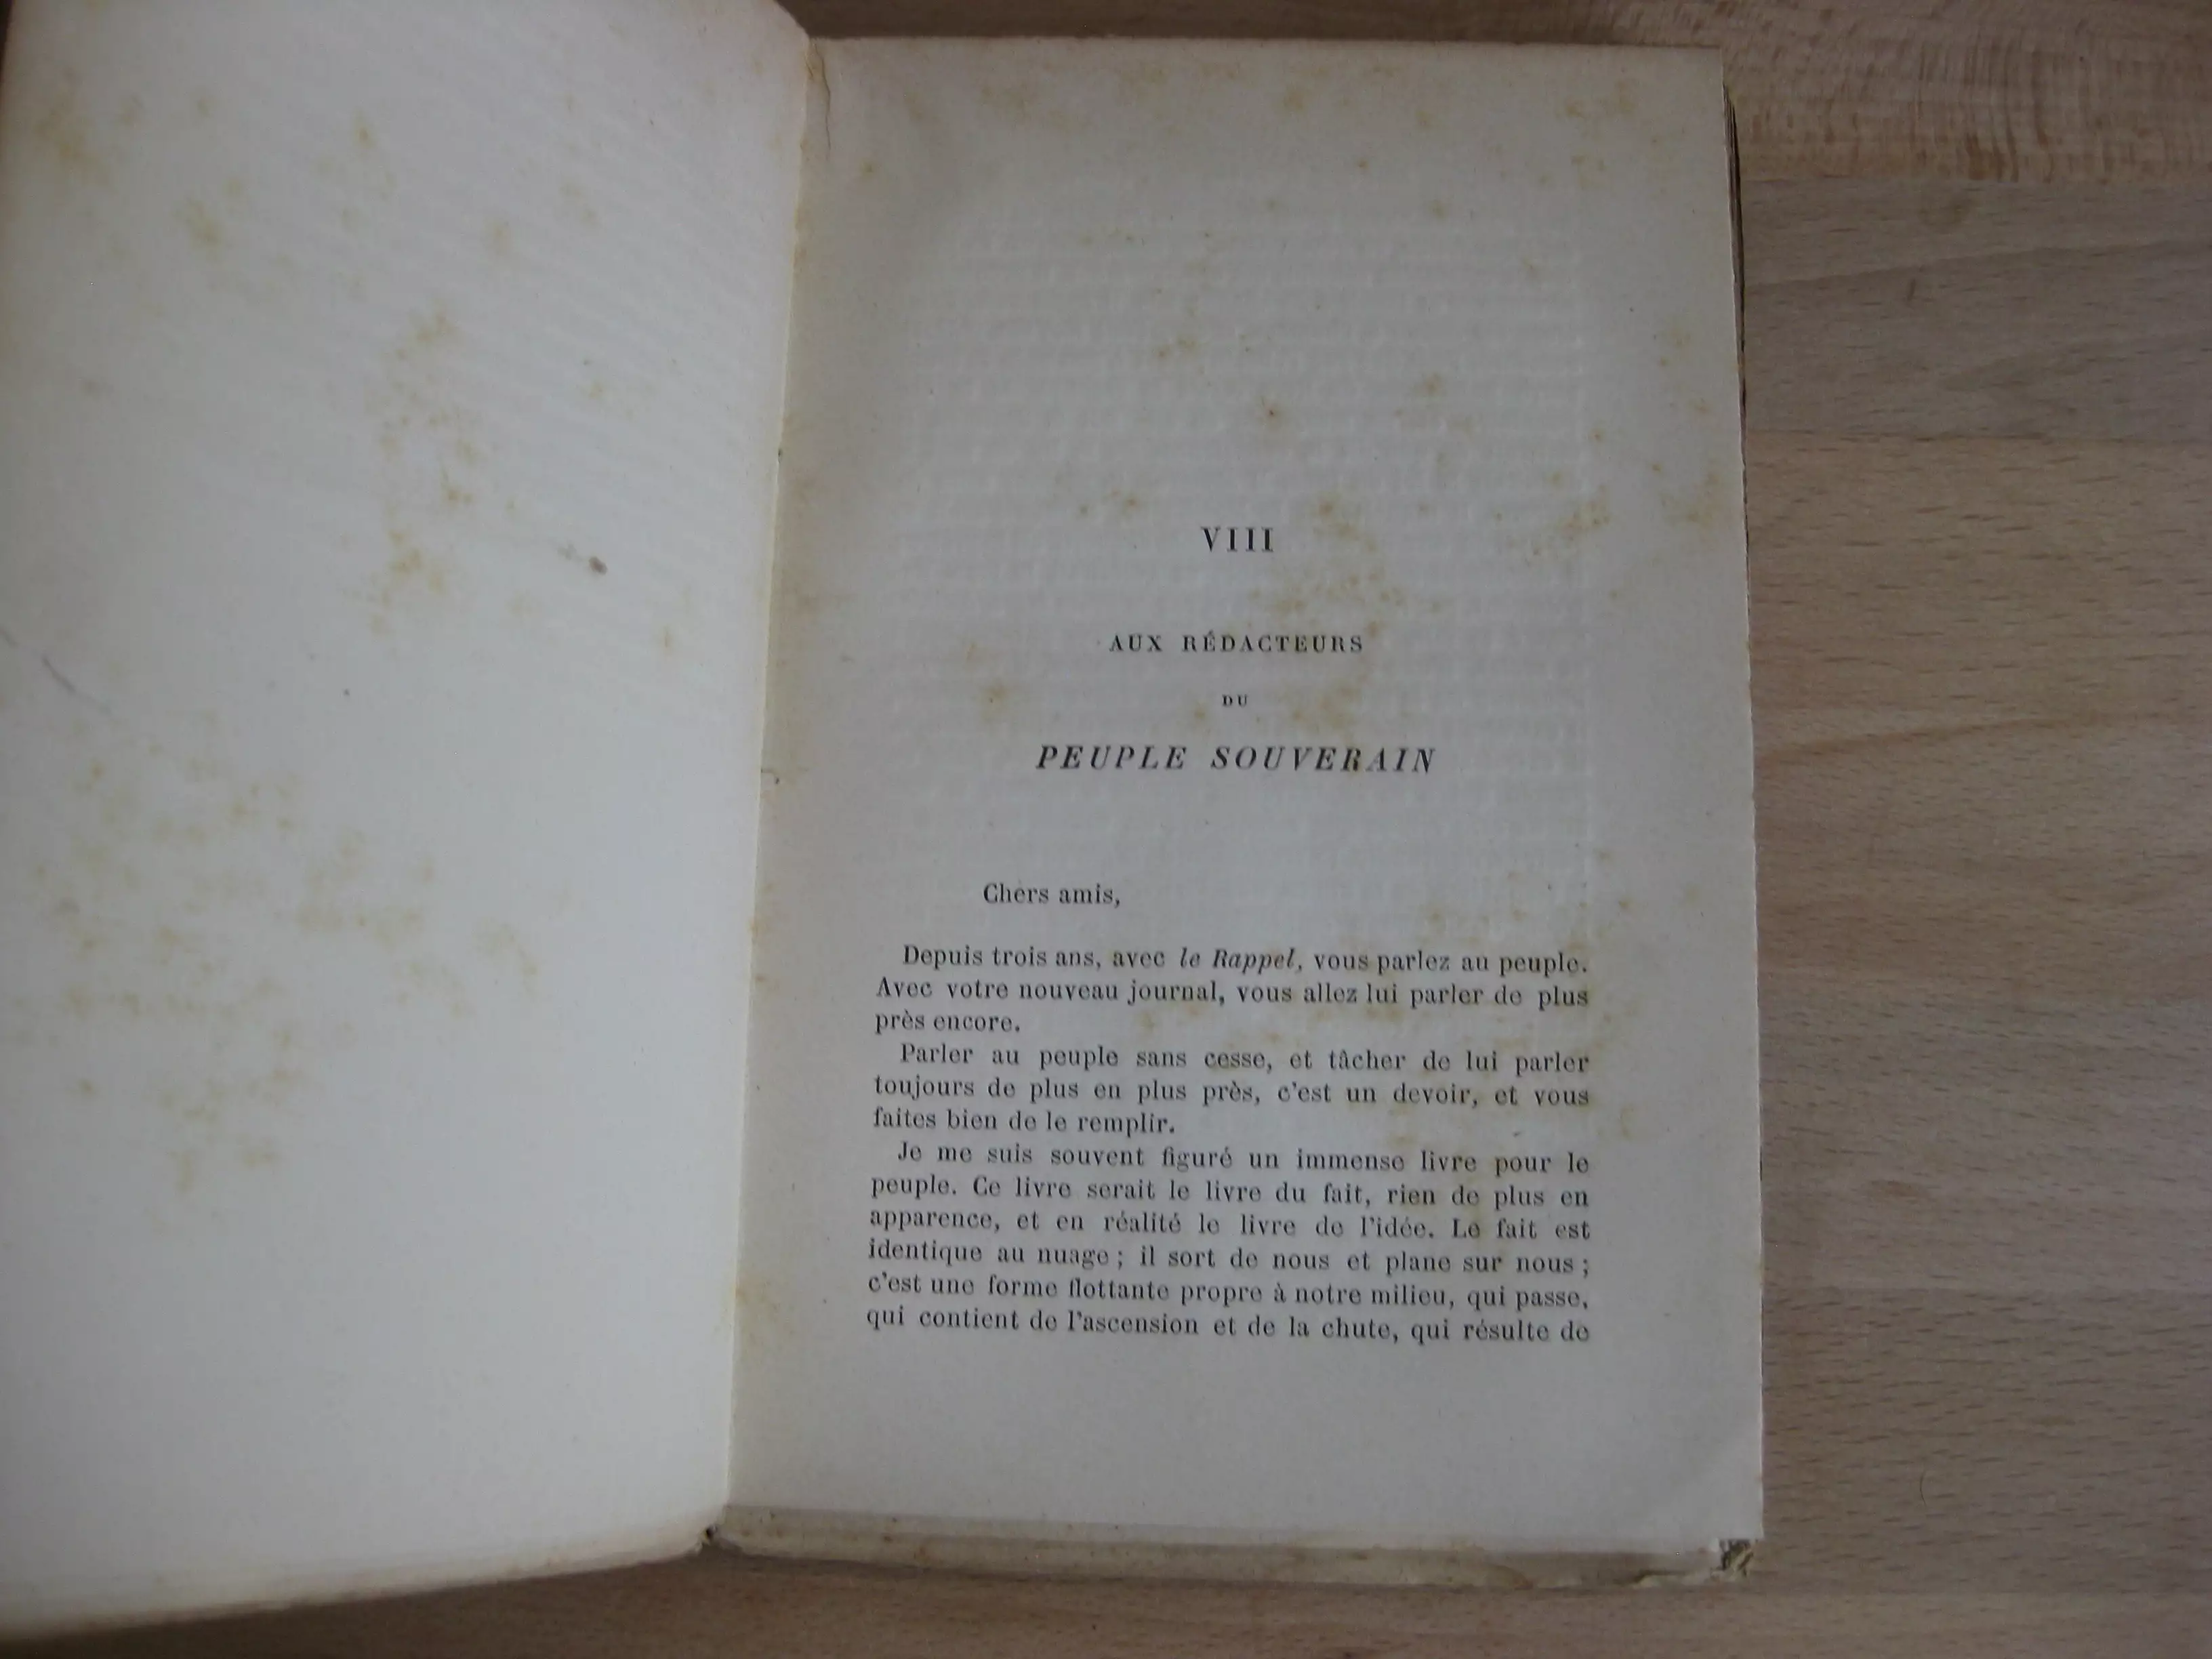 VIII
AUX RÉDACTEURS
DU
PEUPLE SOUVERAIN
Chers amis,
Depuis trois ans, avec le Rappel, vous parlez au peuple.
Avec votre nouveau journal, vous allez lui parler de plus
près encore.
Parler au peuple sans cesse, et tâcher de lui parler
toujours de plus en plus près, c'est un devoir, et vous
faites bien de le remplir.
Je me suis souvent figuré un immense livre pour le
peuple. Ce livre serait le livre du fait, rien de plus en
apparence, et en réalité le livre de l'idée. Le fait est
identique au nuage ; il sort de nous et plane sur nous ;
c'est une forme flottante propre à notre milieu, qui passe,
qui contient de l'ascension et de la chute, qui résulte de